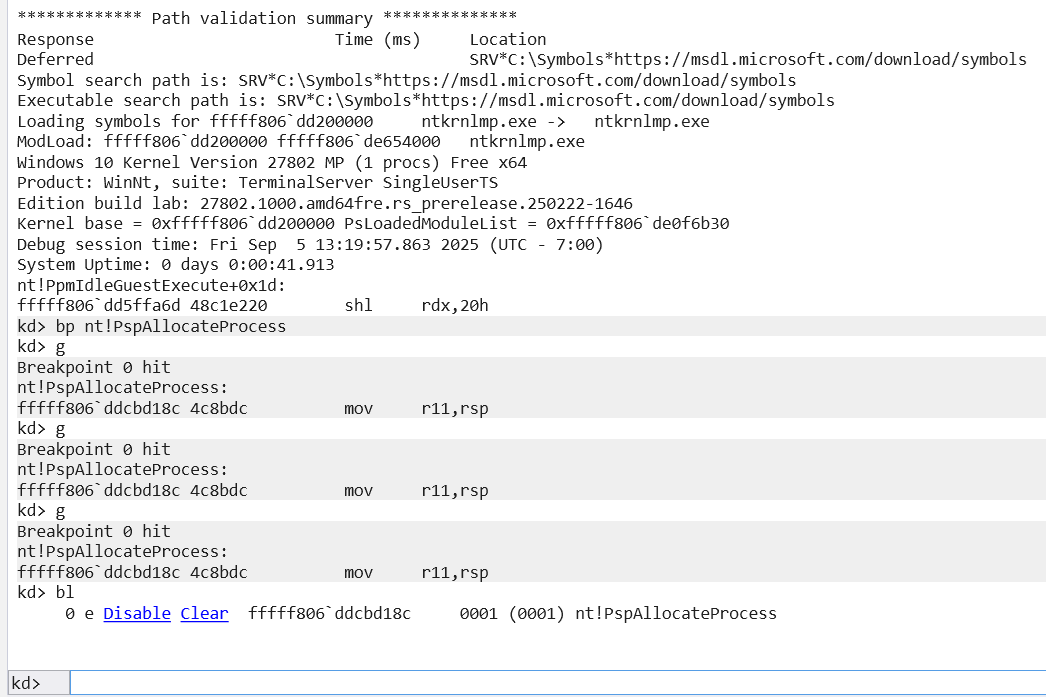 ************* Path validation summary **************
Response                         Time (ms)     Location
Deferred                                       SRV*C:\Symbols*https://msdl.microsoft.com/download/symbols
Symbol search path is: SRV*C:\Symbols*https://msdl.microsoft.com/download/symbols
Executable search path is: SRV*C:\Symbols*https://msdl.microsoft.com/download/symbols
Loading symbols for fffff806`dd200000     ntkrnlmp.exe ->   ntkrnlmp.exe
ModLoad: fffff806`dd200000 fffff806`de654000   ntkrnlmp.exe
Windows 10 Kernel Version 27802 MP (1 procs) Free x64
Product: WinNt, suite: TerminalServer SingleUserTS
Edition build lab: 27802.1000.amd64fre.rs_prerelease.250222-1646
Kernel base = 0xfffff806`dd200000 PsLoadedModuleList = 0xfffff806`de0f6b30
Debug session time: Fri Sep  5 13:19:57.863 2025 (UTC - 7:00)
System Uptime: 0 days 0:00:41.913
nt!PpmIdleGuestExecute+0x1d:
fffff806`dd5ffa6d 48c1e220        shl     rdx,20h
kd> bp nt!PspAllocateProcess
kd> g
Breakpoint 0 hit
nt!PspAllocateProcess:
fffff806`ddcbd18c 4c8bdc          mov     r11,rsp
kd> g
Breakpoint 0 hit
nt!PspAllocateProcess:
fffff806`ddcbd18c 4c8bdc          mov     r11,rsp
kd> g
Breakpoint 0 hit
nt!PspAllocateProcess:
fffff806`ddcbd18c 4c8bdc          mov     r11,rsp
kd> bl
     0 e Disable Clear  fffff806`ddcbd18c     0001 (0001) nt!PspAllocateProcess
kd>